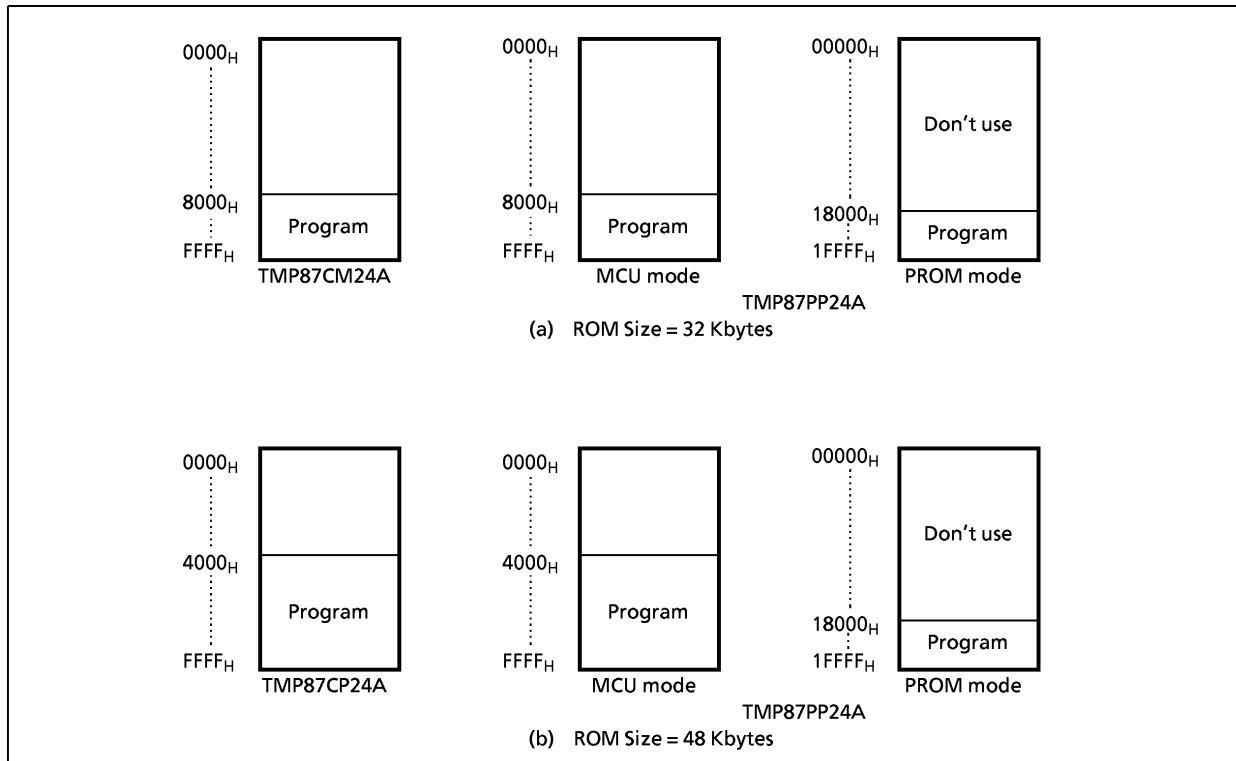 0000H
8000H
FFFFH
Program
TMP87CM24A
0000H
8000H
FFFFH
Program
MCU mode
00000H
18000H
1FFFFH
Don't use
Program
PROM mode
TMP87PP24A
(a) ROM Size = 32 Kbytes
0000H
4000H
FFFFH
Program
TMP87CP24A
0000H
4000H
FFFFH
Program
MCU mode
00000H
18000H
1FFFFH
Don't use
Program
PROM mode
TMP87PP24A
(b) ROM Size = 48 Kbytes